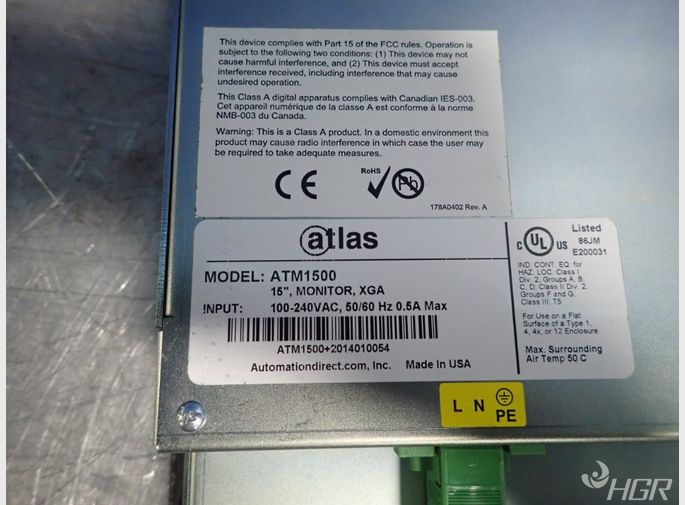 This device complies with Part 15 of the FCC rules. Operation is
subject to the following two conditions: (1) This device may not
cause harmful interference, and (2) This device must accept
interference received, including interference that may cause
undesired operation.
This Class A digital apparatus complies with Canadian IES-003.
Cet appareil numérique de la classe A est conforme à la norme
NMB-003 du Canada.
Warning: This is a Class A product. In a domestic environment this
product may cause radio interference in which case the user may
be required to take adequate measures.
CE
RoHS
Pb
178A0402 Rev. A
atlas
MODEL: ATM1500
15", MONITOR, XGA
INPUT: 100-240VAC, 50/60 Hz 0.5A Max
ATM1500+2014010054
Automationdirect.com, Inc. Made In USA
C UL US
Listed
86JM
E200031
IND. CONT. EQ. for
HAZ. LOC. Class I
Div. 2, Groups A, B,
C, D; Class II Div. 2,
Groups F and G,
Class III; T5
For Use on a Flat
Surface of a Type 1,
4, 4x, or 12 Enclosure
Max. Surrounding
Air Temp 50 C
L N PE
HGR